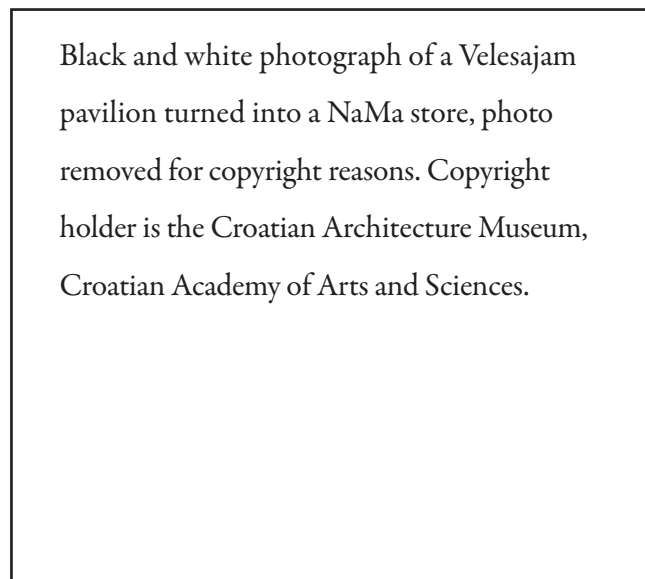 Black and white photograph of a Velesajam
pavilion turned into a NaMa store, photo
removed for copyright reasons. Copyright
holder is the Croatian Architecture Museum,
Croatian Academy of Arts and Sciences.